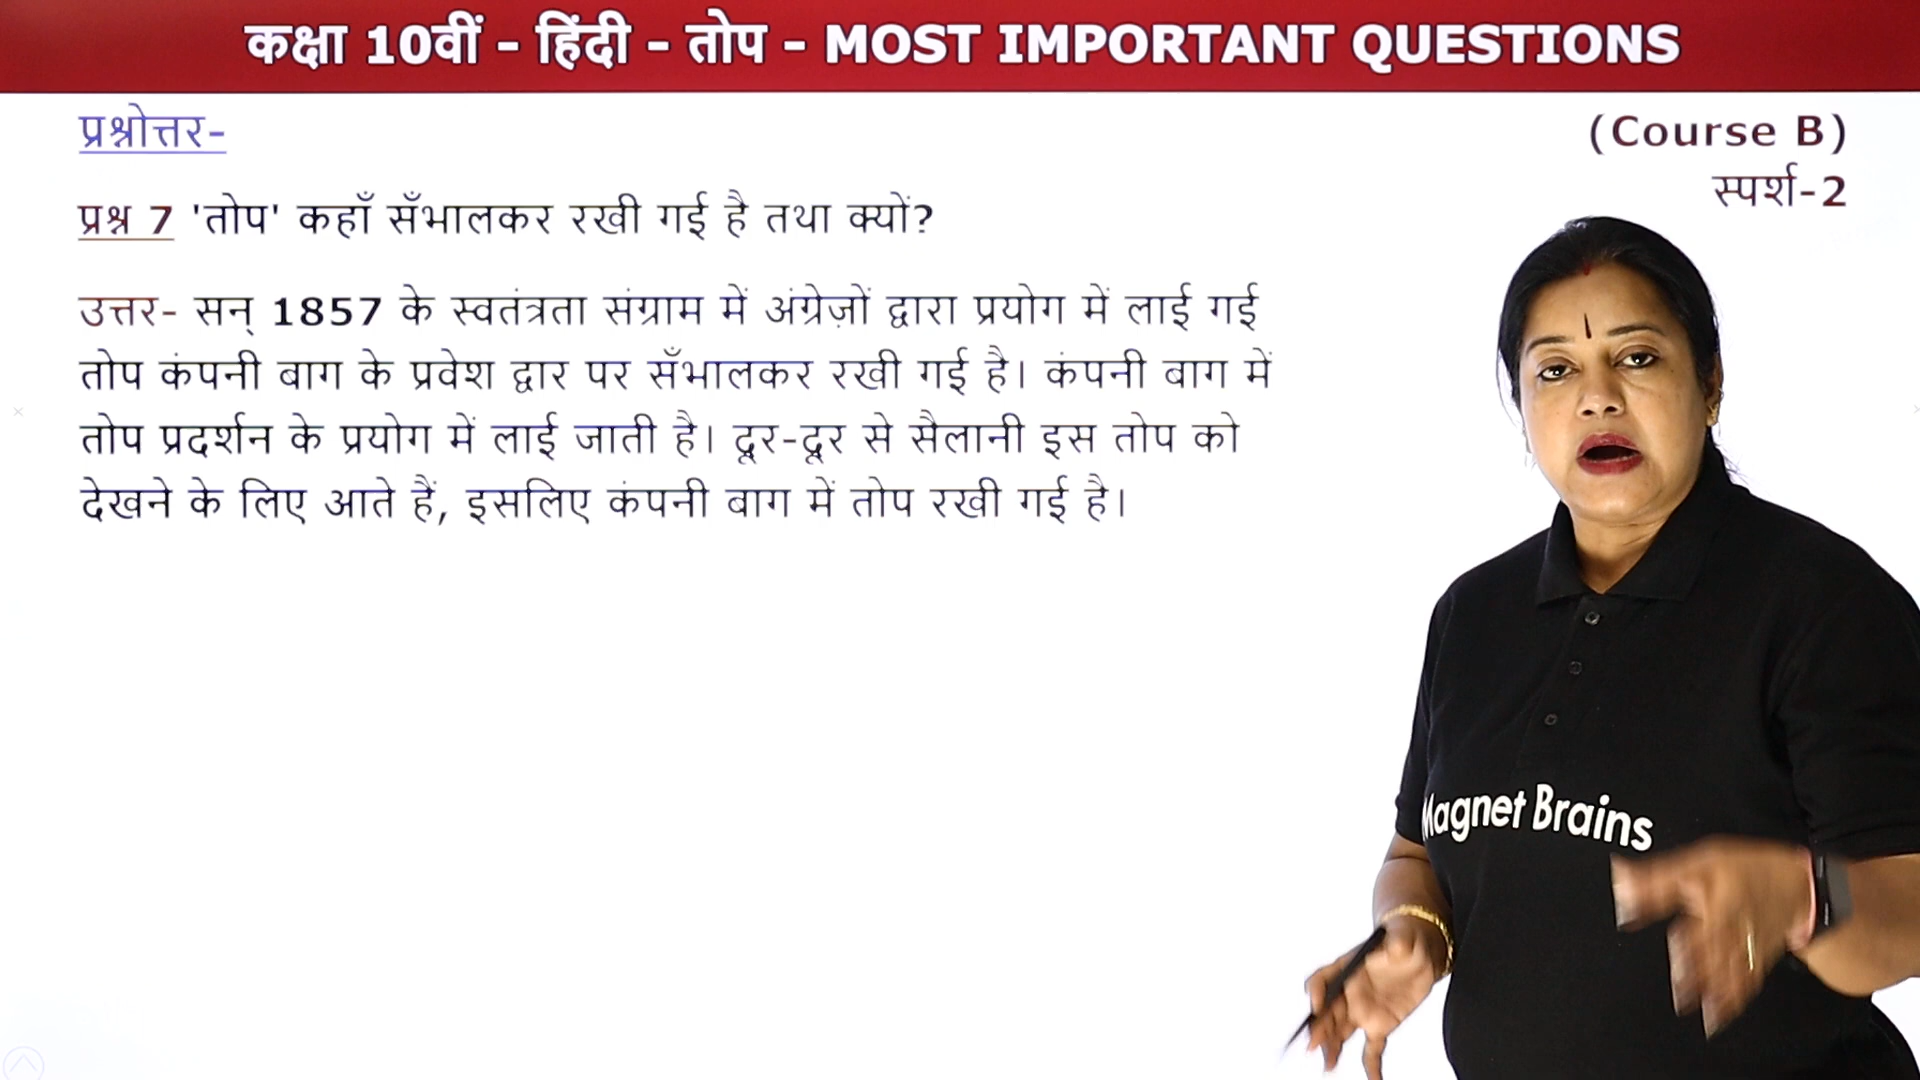 कक्षा 10वीं - हिंदी - तोप - MOST IMPORTANT QUESTIONS
प्रश्नोत्तर-
(Course B)
स्पर्श-2
प्रश्न 7 'तोप' कहाँ सँभालकर रखी गई है तथा क्यों?
उत्तर- सन् 1857 के स्वतंत्रता संग्राम में अंग्रेज़ों द्वारा प्रयोग में लाई गई
तोप कंपनी बाग के प्रवेश द्वार पर सँभालकर रखी गई है। कंपनी बाग में
तोप प्रदर्शन के प्रयोग में लाई जाती है। दूर-दूर से सैलानी इस तोप को
देखने के लिए आते हैं, इसलिए कंपनी बाग में तोप रखी गई है।
Magnet Brains